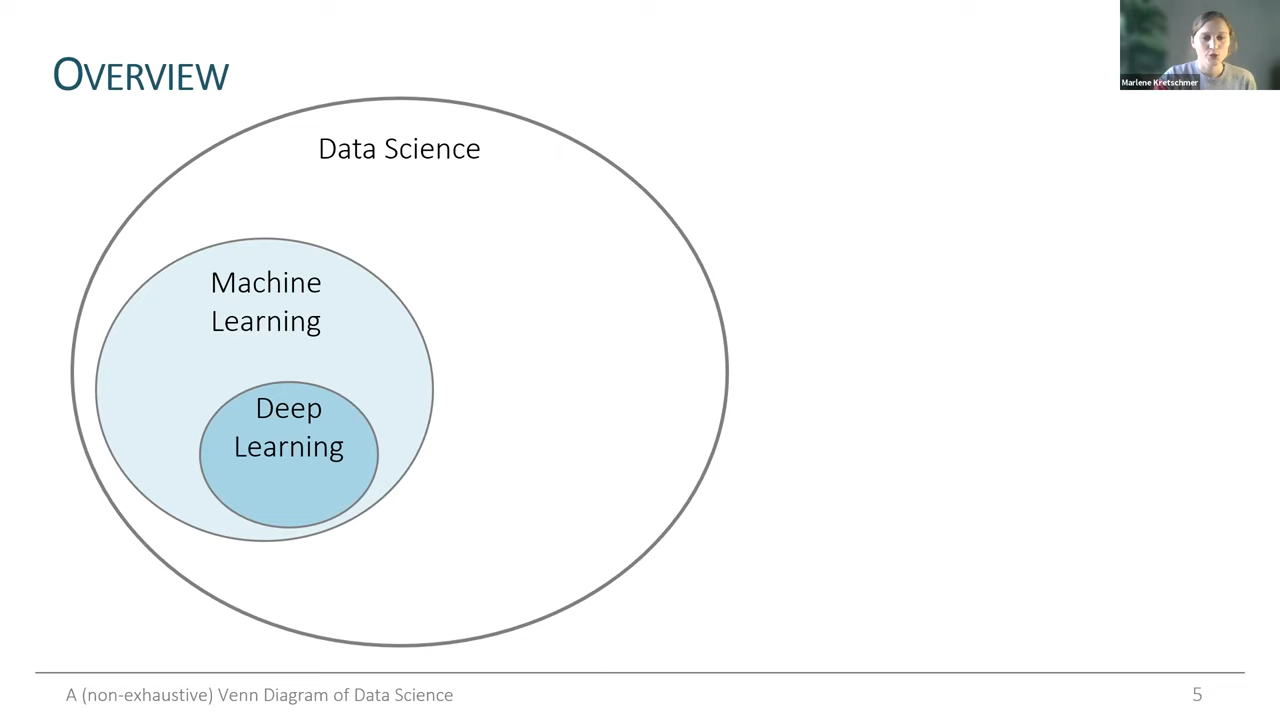 OVERVIEW
Marlene Kretschmer
Data Science
Machine
Learning
Deep
Learning
A (non-exhaustive) Venn Diagram of Data Science
5